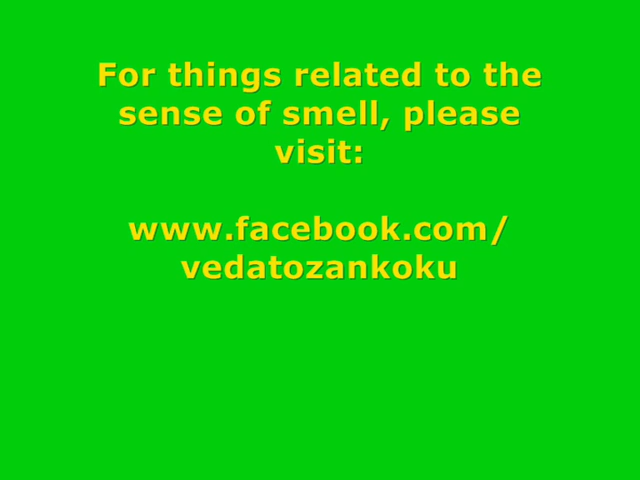 For things related to the
sense of smell, please
visit:
www.facebook.com/
vedatozankoku